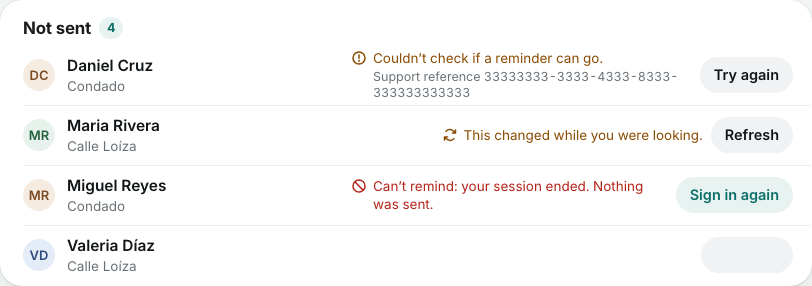 Not sent 4
DC
Daniel Cruz
Condado
Couldn’t check if a reminder can go.
Support reference 33333333-3333-4333-8333-
333333333333
Try again
MR
Maria Rivera
Calle Loíza
This changed while you were looking.
Refresh
MR
Miguel Reyes
Condado
Can’t remind: your session ended. Nothing
was sent.
Sign in again
VD
Valeria Díaz
Calle Loíza